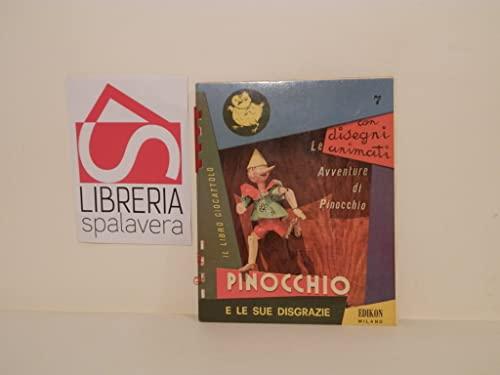 LIBRERIA
spalavera
7
con
disegni
animati
Le
Avventure
di
Pinocchio
IL LIBRO GIOCATTOLO
PINOCCHIO
E LE SUE DISGRAZIE
EDIKON
MILANO